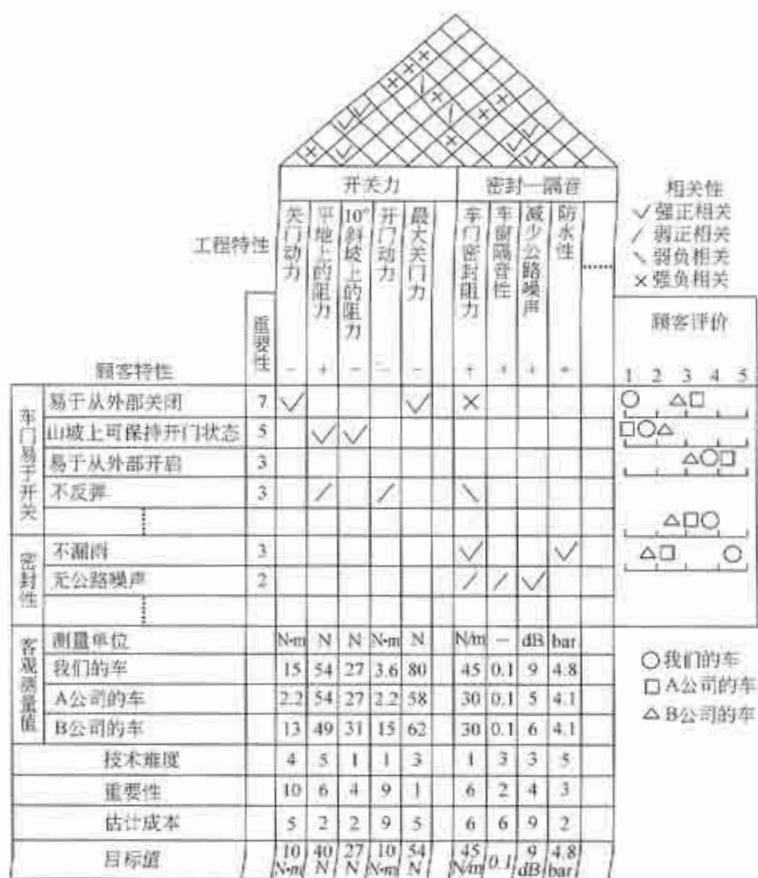 开关力 密封—隔音
工程特性
关门动力
平地上的阻力
10°斜坡上的阻力
开门动力
最大关门力
车门密封阻力
车窗隔音性
减少公路噪声
防水性
……
相关性
✓强正相关
/弱正相关
\弱负相关
×强负相关
顾客特性
重要性
− + − − − + + + +
顾客评价
1 2 3 4 5
车门易于开关
易于从外部关闭 7 ✓ ✓ ×
山坡上可保持开门状态 5 ✓ ✓
易于从外部开启 3
不反弹 3 / / \
密封性
不漏雨 3 ✓ ✓
无公路噪声 2 / / ✓
客观测量值
测量单位 N·m N N N·m N N/m — dB bar
我们的车 15 54 27 3.6 80 45 0.1 9 4.8
A公司的车 2.2 54 27 2.2 58 30 0.1 5 4.1
B公司的车 13 49 31 15 62 30 0.1 6 4.1
○我们的车
□A公司的车
△B公司的车
技术难度 4 5 1 1 3 1 3 3 5
重要性 10 6 4 9 1 6 2 4 3
估计成本 5 2 2 9 5 6 6 9 2
目标值 10 N·m 40 N 27 N 10 N·m 54 N 45 N/m 0.1 9 dB 4.8 bar